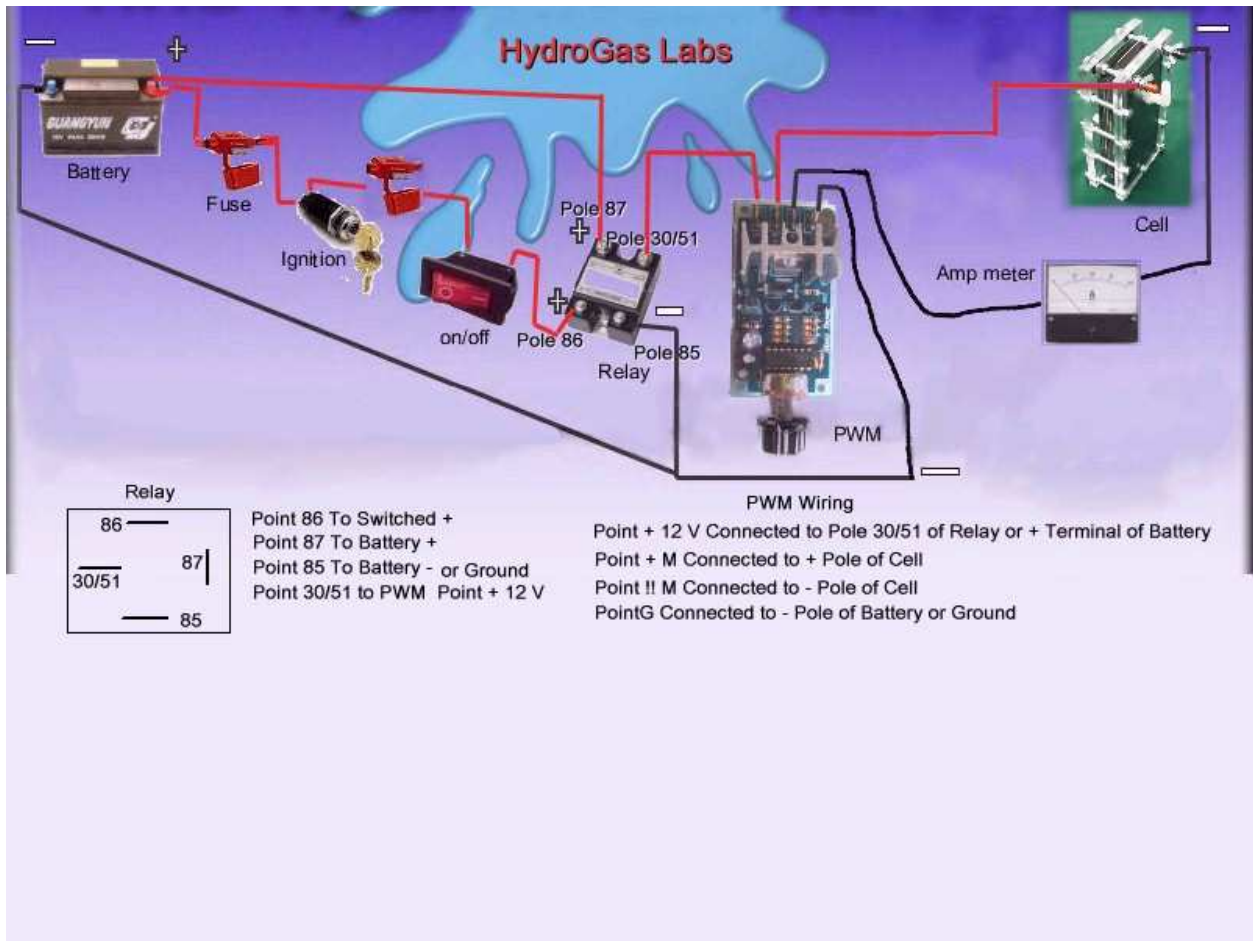 HydroGas Labs
GUANGYUN
Battery
Fuse
Ignition
on/off
Pole 87
Pole 30/51
Pole 86
Pole 85
Relay
PWM
Amp meter
Cell
Relay
86
87
30/51
85
Point 86 To Switched +
Point 87 To Battery +
Point 85 To Battery - or Ground
Point 30/51 to PWM Point + 12 V
PWM Wiring
Point + 12 V Connected to Pole 30/51 of Relay or + Terminal of Battery
Point + M Connected to + Pole of Cell
Point !! M Connected to - Pole of Cell
PointG Connected to - Pole of Battery or Ground